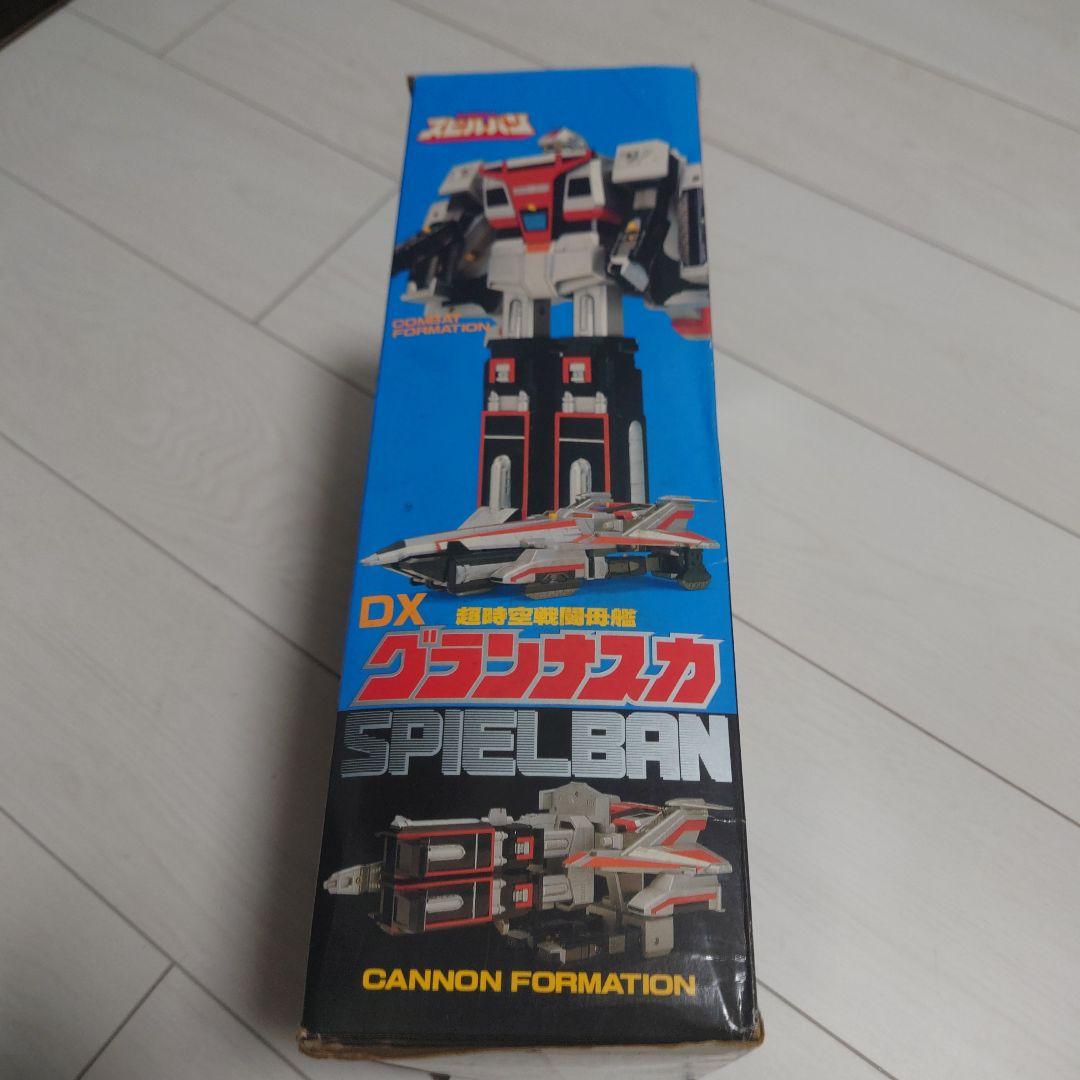 スピルバン
COMBAT
FORMATION
DX
超時空戦闘母艦
グランナスカ
SPIELBAN
CANNON FORMATION